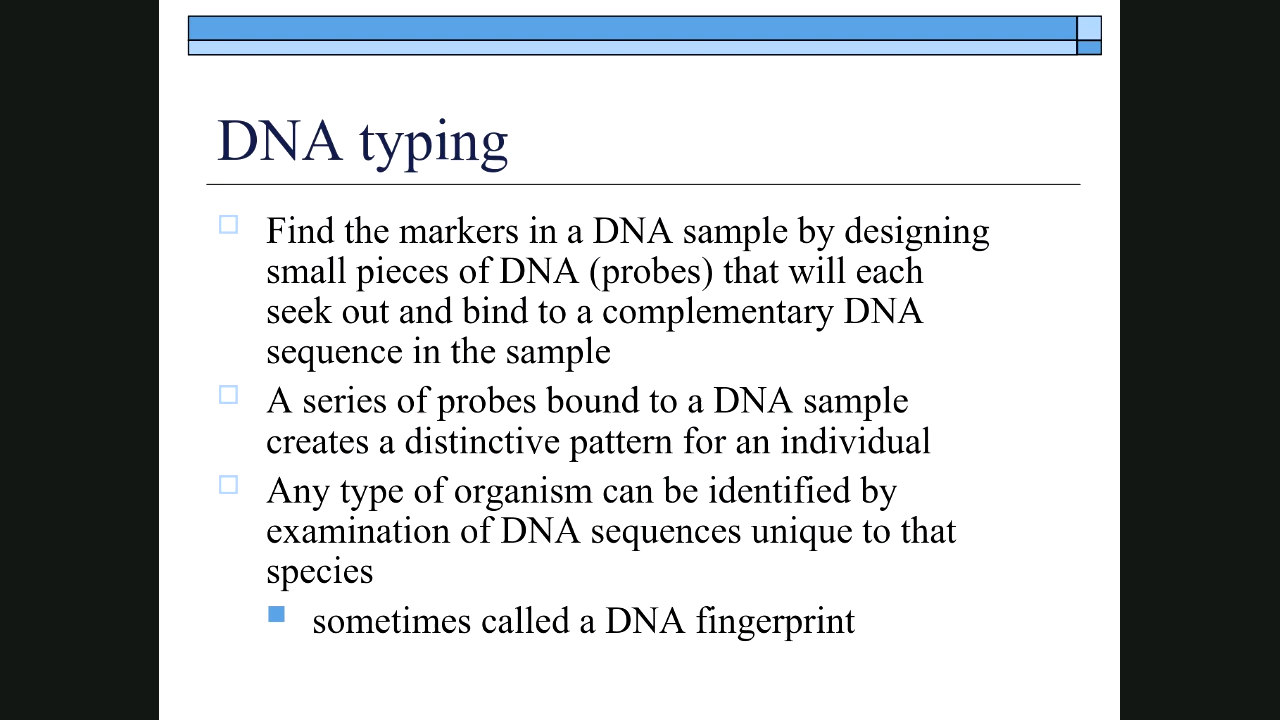 DNA typing
Find the markers in a DNA sample by designing
small pieces of DNA (probes) that will each
seek out and bind to a complementary DNA
sequence in the sample
A series of probes bound to a DNA sample
creates a distinctive pattern for an individual
Any type of organism can be identified by
examination of DNA sequences unique to that
species
sometimes called a DNA fingerprint